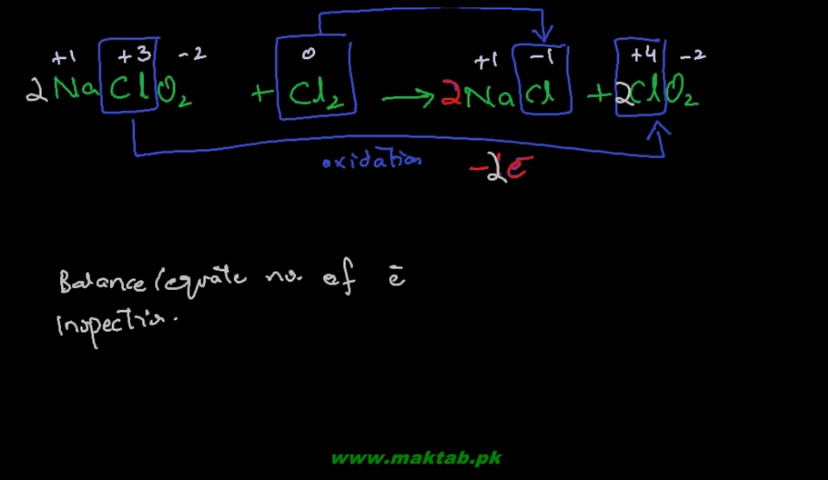 +1 +3 -2 0 +1 -1 +4 -2
2NaClO2 + Cl2 → 2NaCl + 2ClO2
oxidation -2e
Balance/equate no. of e
Inspection.
www.maktab.pk